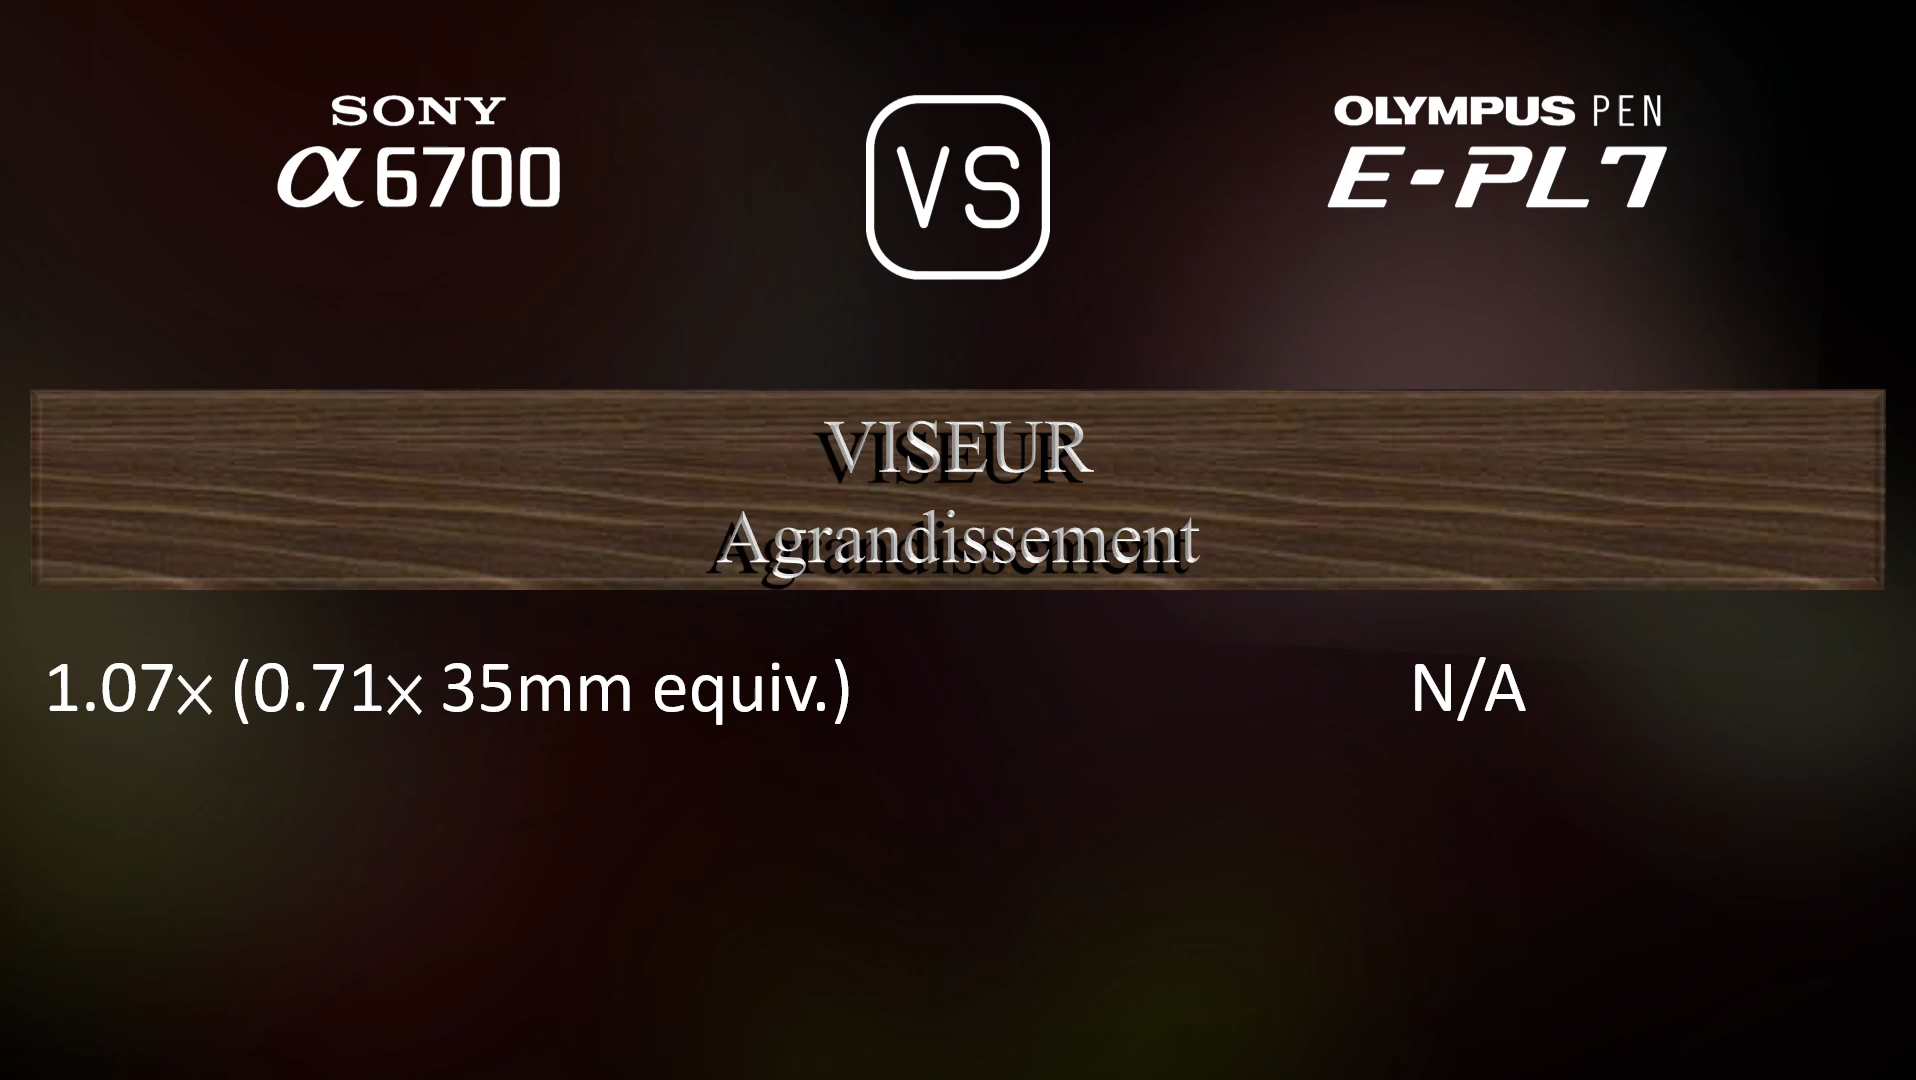 SONY
α6700
VS
OLYMPUS PEN
E-PL7
VISEUR
Agrandissement
1.07× (0.71× 35mm equiv.)
N/A